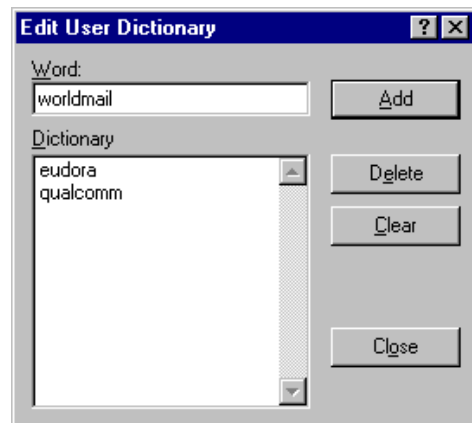 Edit User Dictionary
Word:
worldmail
Add
Dictionary
eudora
qualcomm
Delete
Clear
Close